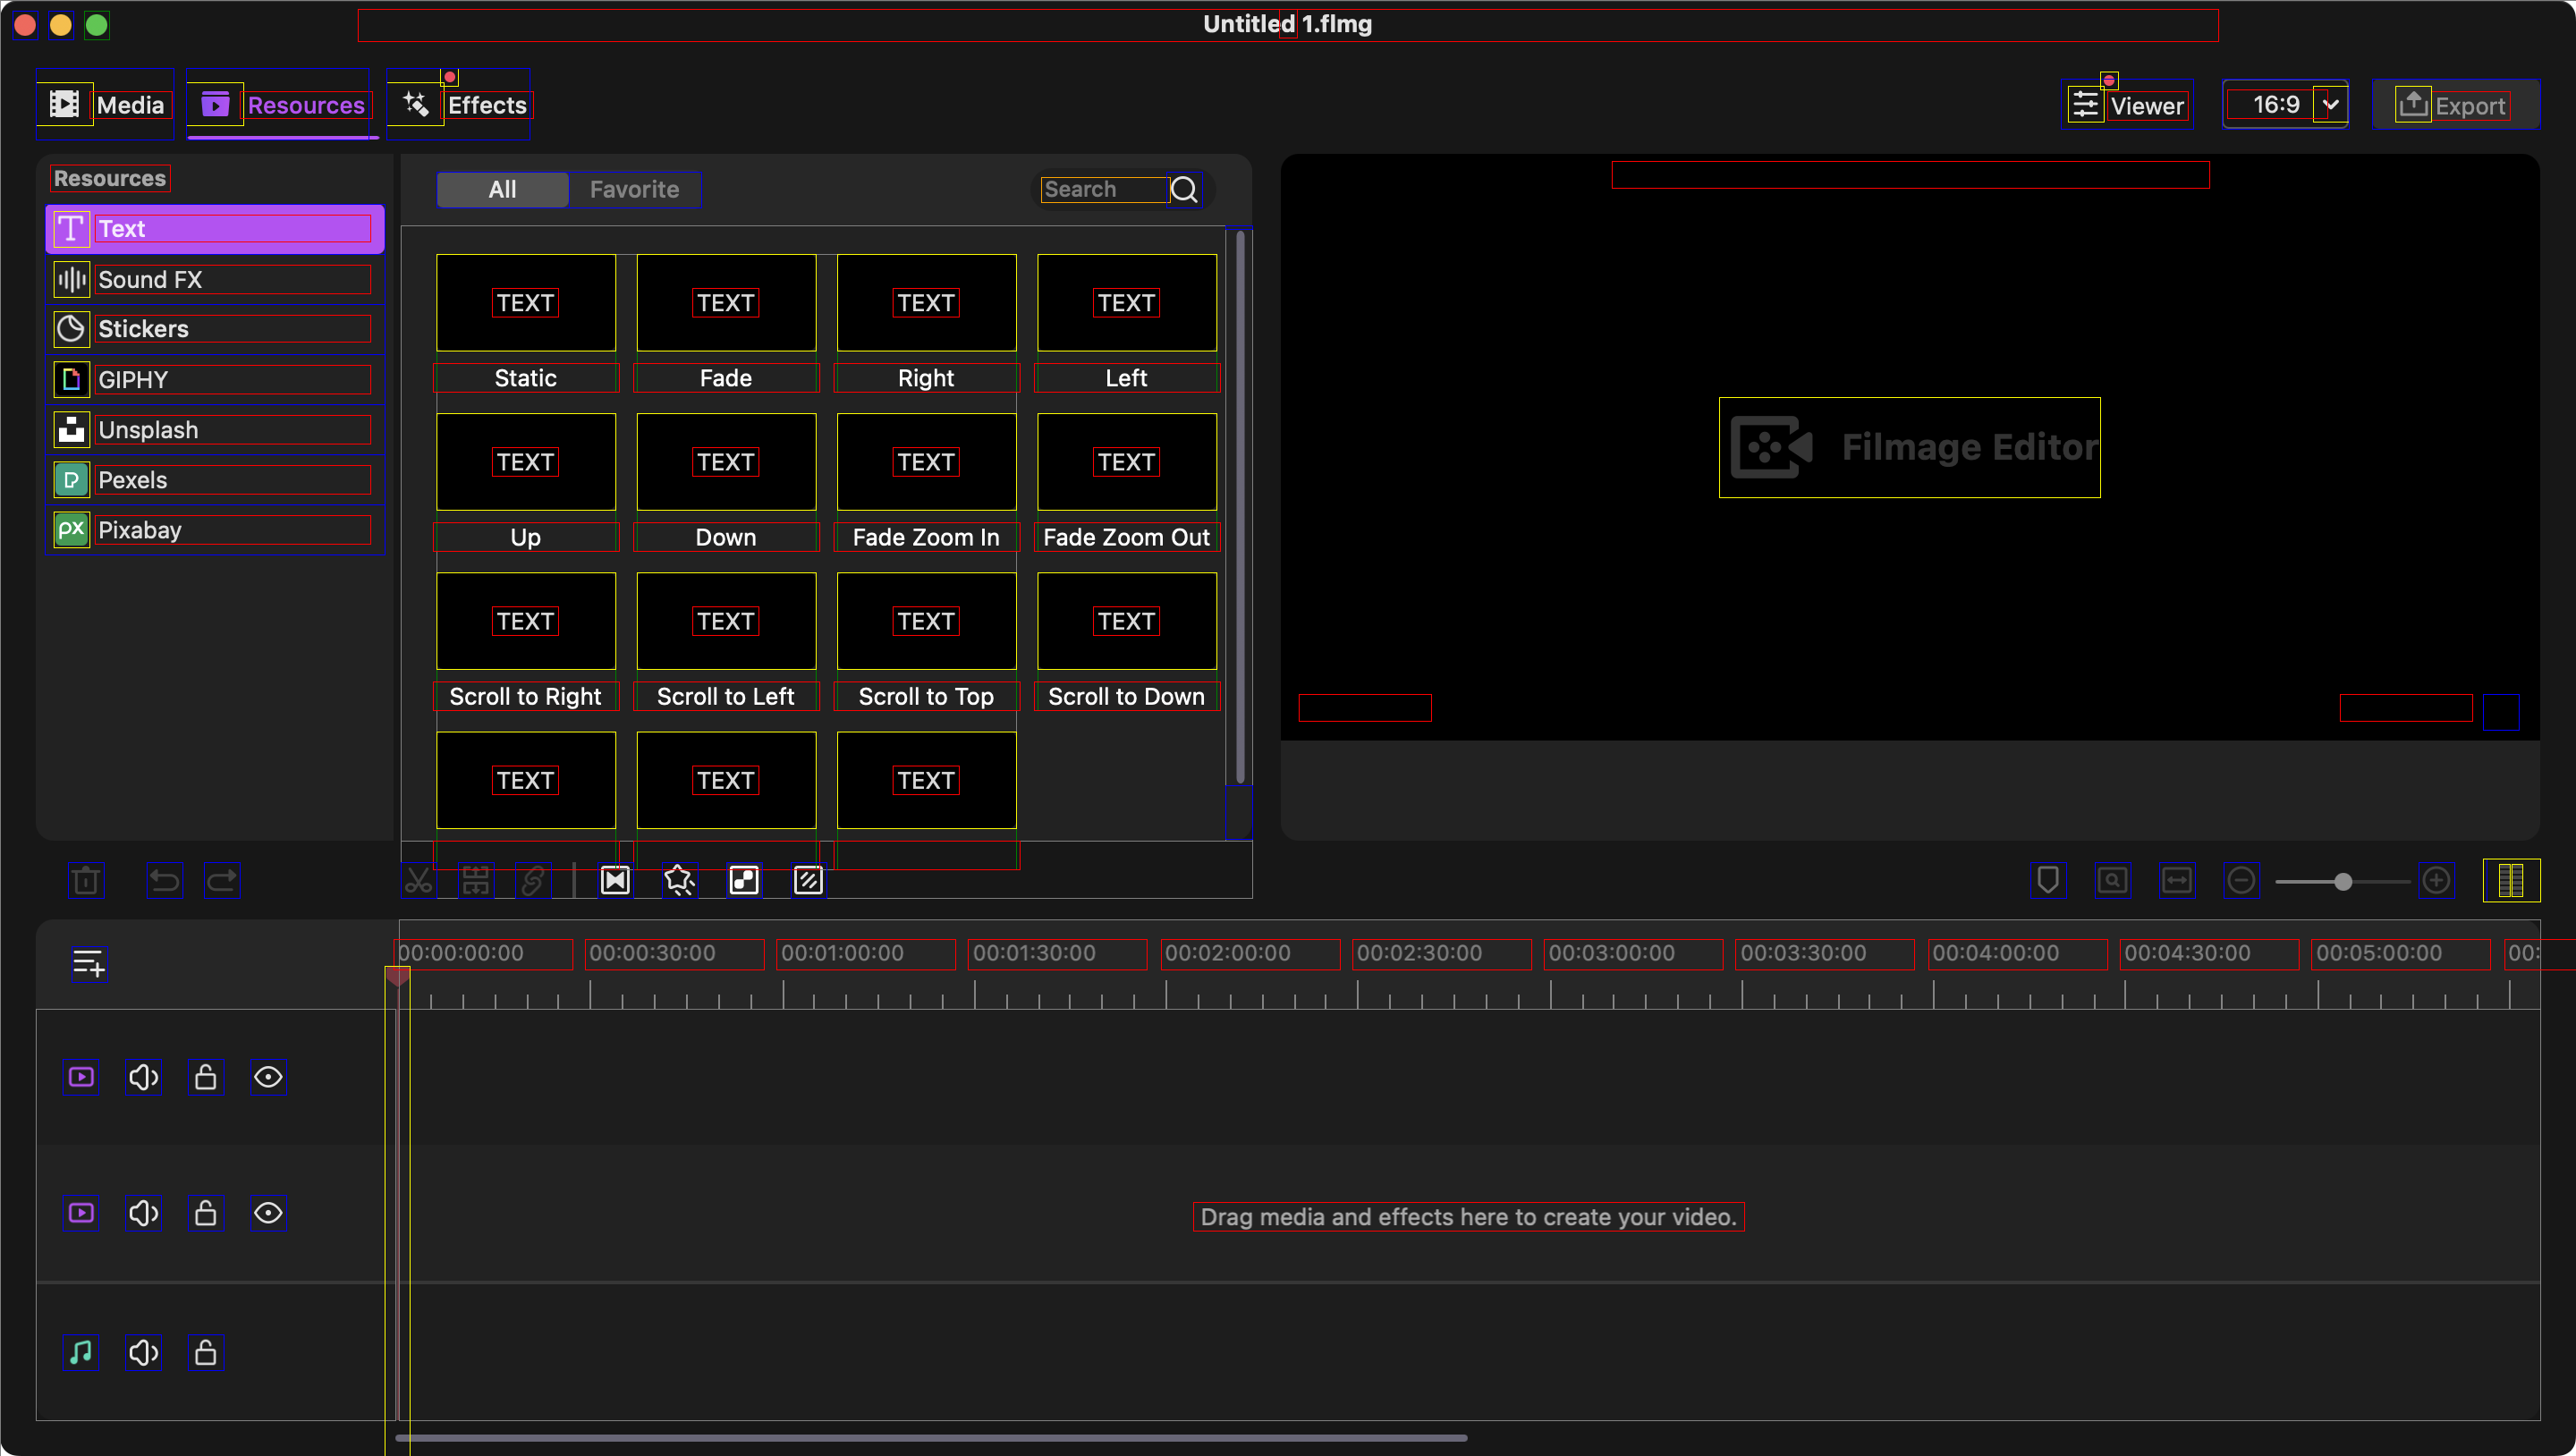 Untitled 1.flmg
Media
Resources
Effects
Viewer
16:9
Export
Resources
Text
Sound FX
Stickers
GIPHY
Unsplash
Pexels
Pixabay
All
Favorite
Search
TEXT
TEXT
TEXT
TEXT
Static
Fade
Right
Left
TEXT
TEXT
TEXT
TEXT
Up
Down
Fade Zoom In
Fade Zoom Out
TEXT
TEXT
TEXT
TEXT
Scroll to Right
Scroll to Left
Scroll to Top
Scroll to Down
TEXT
TEXT
TEXT
Filmage Editor
00:00:00:00
00:00:30:00
00:01:00:00
00:01:30:00
00:02:00:00
00:02:30:00
00:03:00:00
00:03:30:00
00:04:00:00
00:04:30:00
00:05:00:00
00:
Drag media and effects here to create your video.